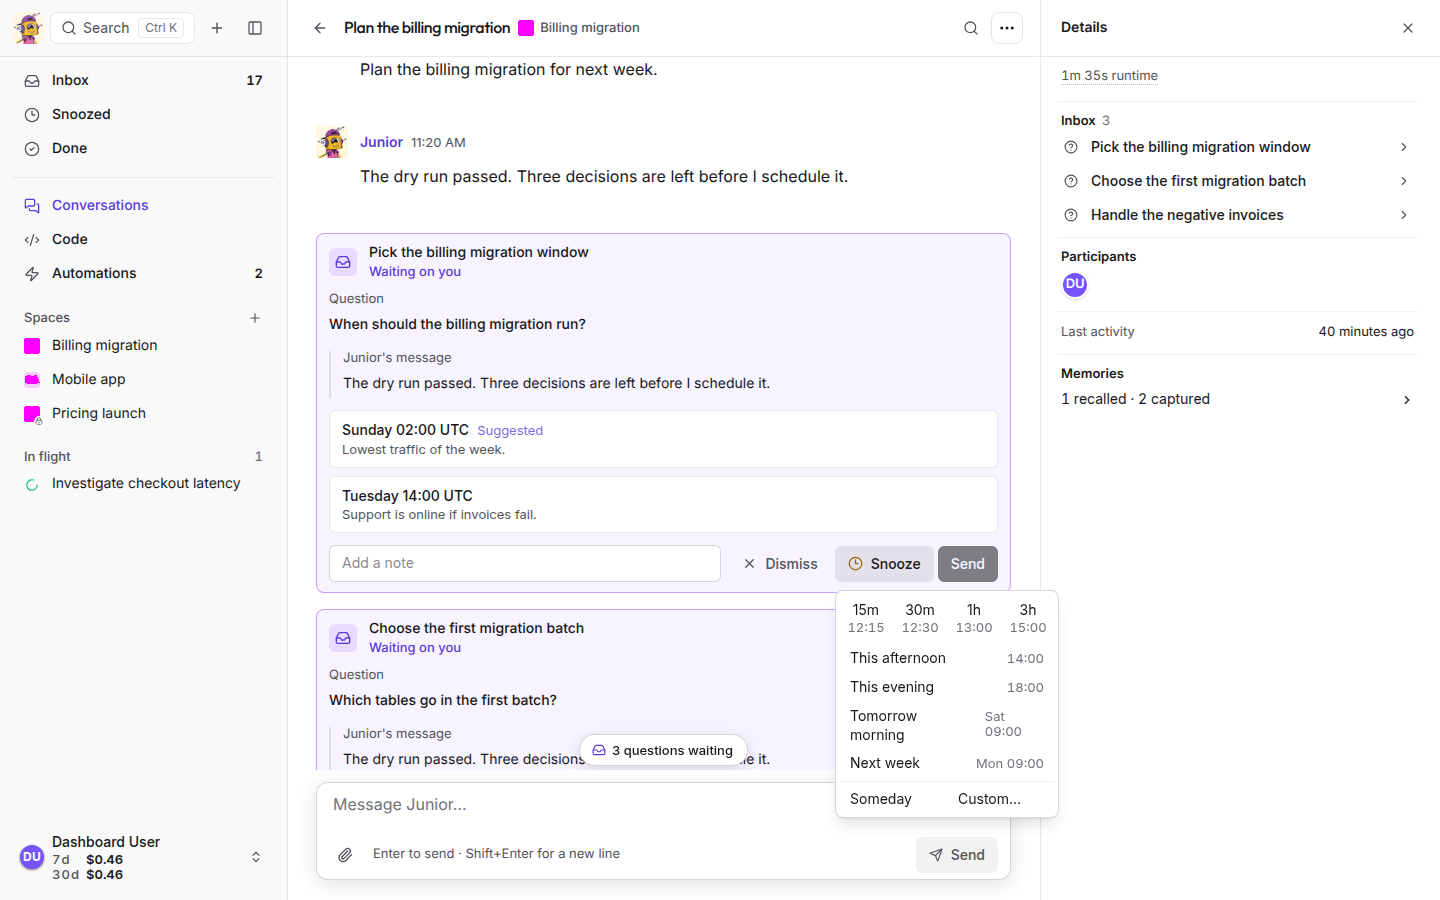 Search Ctrl K
Inbox 17
Snoozed
Done
Conversations
Code
Automations 2
Spaces
Billing migration
Mobile app
Pricing launch
In flight 1
Investigate checkout latency
DU Dashboard User
7d $0.46
30d $0.46
Plan the billing migration Billing migration
Plan the billing migration for next week.
Junior 11:20 AM
The dry run passed. Three decisions are left before I schedule it.
Pick the billing migration window
Waiting on you
Question
When should the billing migration run?
Junior's message
The dry run passed. Three decisions are left before I schedule it.
Sunday 02:00 UTC Suggested
Lowest traffic of the week.
Tuesday 14:00 UTC
Support is online if invoices fail.
Add a note Dismiss Snooze Send
15m 30m 1h 3h
12:15 12:30 13:00 15:00
This afternoon 14:00
This evening 18:00
Tomorrow morning Sat 09:00
Next week Mon 09:00
Someday Custom...
Choose the first migration batch
Waiting on you
Question
Which tables go in the first batch?
Junior's message
The dry run passed. Three decisions it.
3 questions waiting
Message Junior...
Enter to send · Shift+Enter for a new line Send
Details
1m 35s runtime
Inbox 3
Pick the billing migration window
Choose the first migration batch
Handle the negative invoices
Participants
DU
Last activity 40 minutes ago
Memories
1 recalled · 2 captured